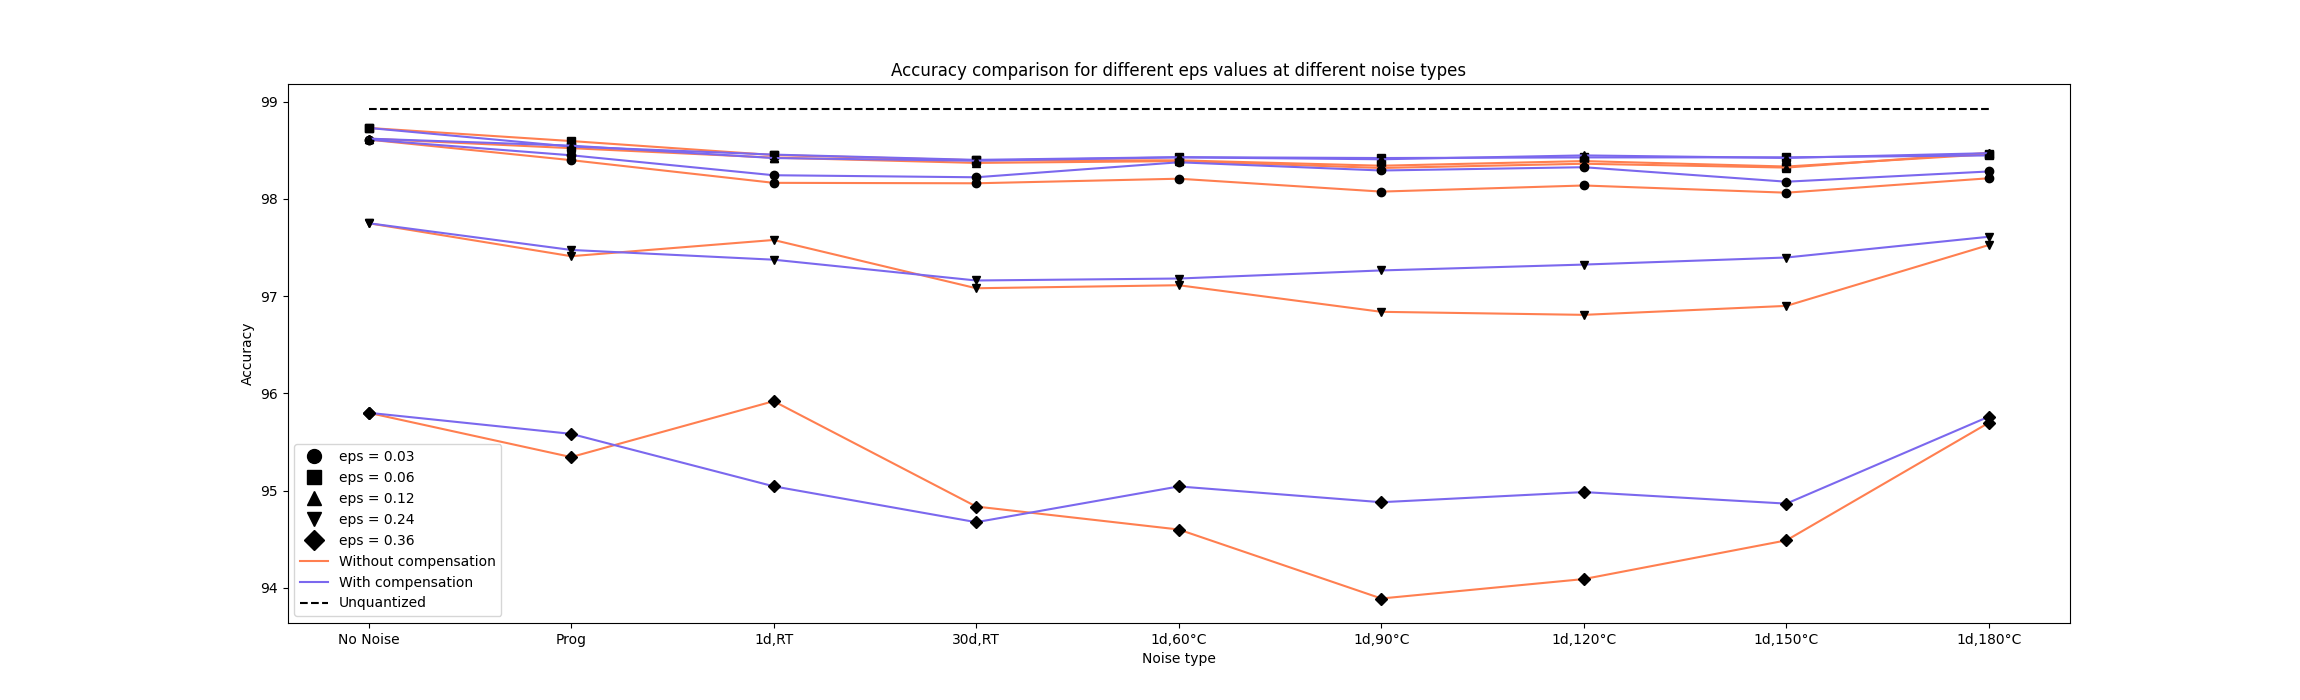 Accuracy comparison for different eps values at different noise types
Accuracy
99
98
97
96
95
94
eps = 0.03
eps = 0.06
eps = 0.12
eps = 0.24
eps = 0.36
Without compensation
With compensation
Unquantized
No Noise Prog 1d,RT 30d,RT 1d,60°C 1d,90°C 1d,120°C 1d,150°C 1d,180°C
Noise type